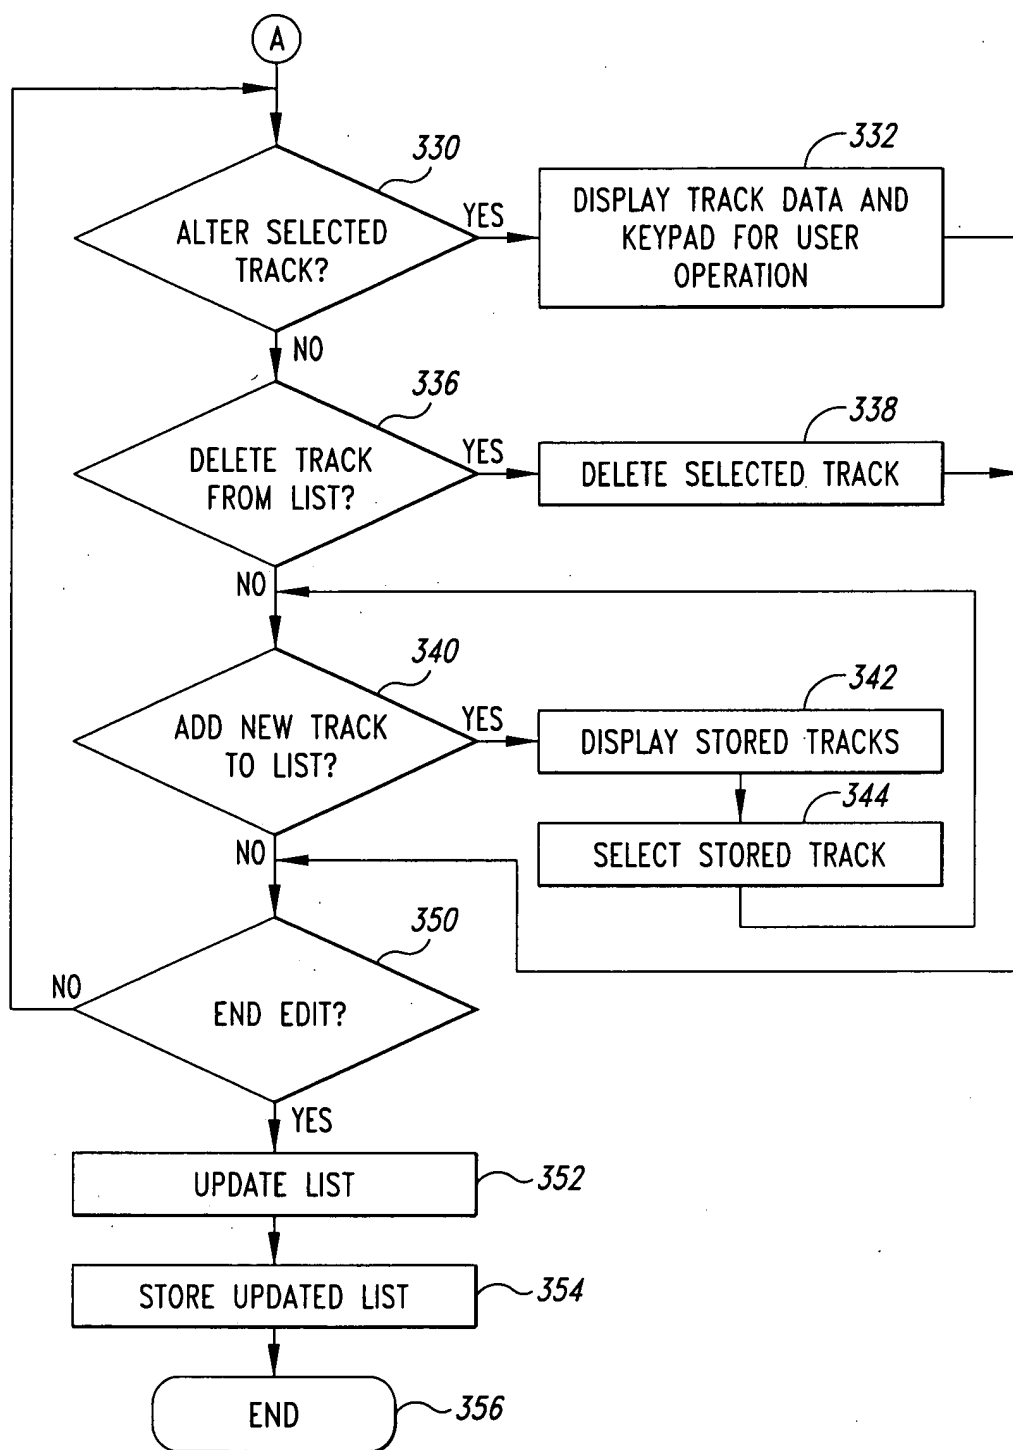 A
330
ALTER SELECTED
TRACK?
YES
NO
332
DISPLAY TRACK DATA AND
KEYPAD FOR USER
OPERATION
336
DELETE TRACK
FROM LIST?
YES
NO
338
DELETE SELECTED TRACK
340
ADD NEW TRACK
TO LIST?
YES
NO
342
DISPLAY STORED TRACKS
344
SELECT STORED TRACK
350
END EDIT?
NO
YES
UPDATE LIST
352
STORE UPDATED LIST
354
END
356